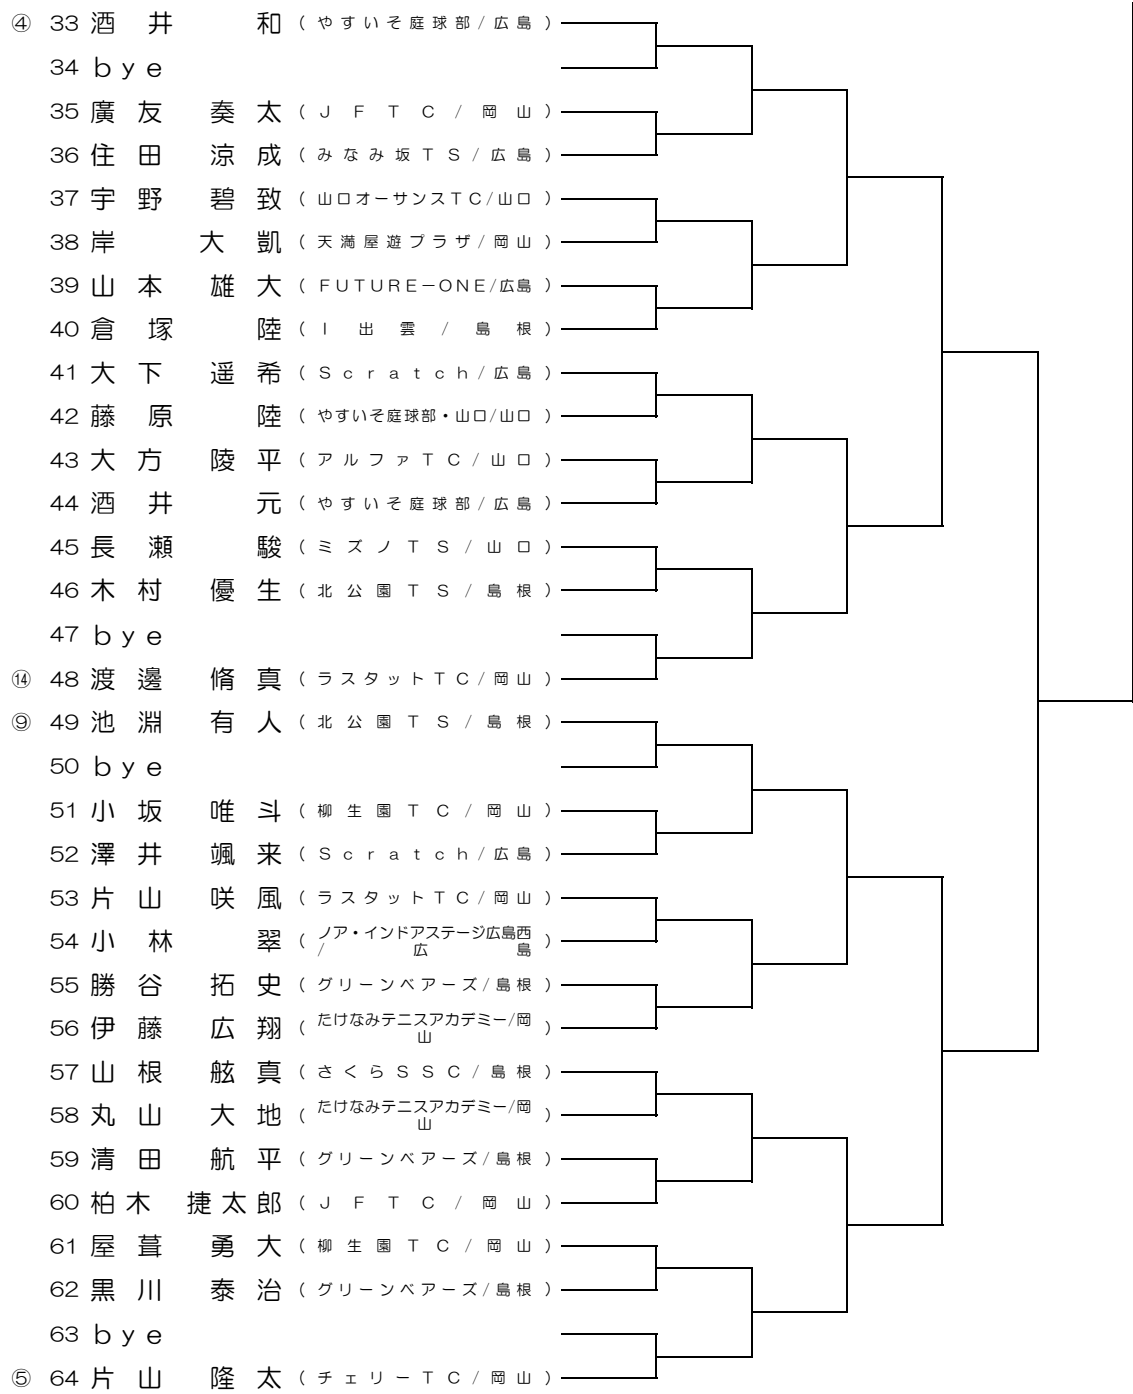 ④ 33 酒井 和 (やすいそ庭球部/広島)
34 bye
35 廣友 奏太 (JFTC/岡山)
36 住田 涼成 (みなみ坂TS/広島)
37 宇野 碧致 (山口オーサンスTC/山口)
38 岸 大凱 (天満屋遊プラザ/岡山)
39 山本 雄大 (FUTURE-ONE/広島)
40 倉塚 陸 (I出雲/島根)
41 大下 遥希 (Scratch/広島)
42 藤原 陸 (やすいそ庭球部・山口/山口)
43 大方 陵平 (アルファTC/山口)
44 酒井 元 (やすいそ庭球部/広島)
45 長瀬 駿 (ミズノTS/山口)
46 木村 優生 (北公園TS/島根)
47 bye
⑭ 48 渡邊 脩真 (ラスタットTC/岡山)
⑨ 49 池淵 有人 (北公園TS/島根)
50 bye
51 小坂 唯斗 (柳生園TC/岡山)
52 澤井 颯来 (Scratch/広島)
53 片山 咲風 (ラスタットTC/岡山)
54 小林 翠 (ノア・インドアステージ広島西
/広島)
55 勝谷 拓史 (グリーンベアーズ/島根)
56 伊藤 広翔 (たけなみテニスアカデミー/岡
山)
57 山根 舷真 (さくらSSC/島根)
58 丸山 大地 (たけなみテニスアカデミー/岡
山)
59 清田 航平 (グリーンベアーズ/島根)
60 柏木 捷太郎 (JFTC/岡山)
61 屋葺 勇大 (柳生園TC/岡山)
62 黒川 泰治 (グリーンベアーズ/島根)
63 bye
⑤ 64 片山 隆太 (チェリーTC/岡山)